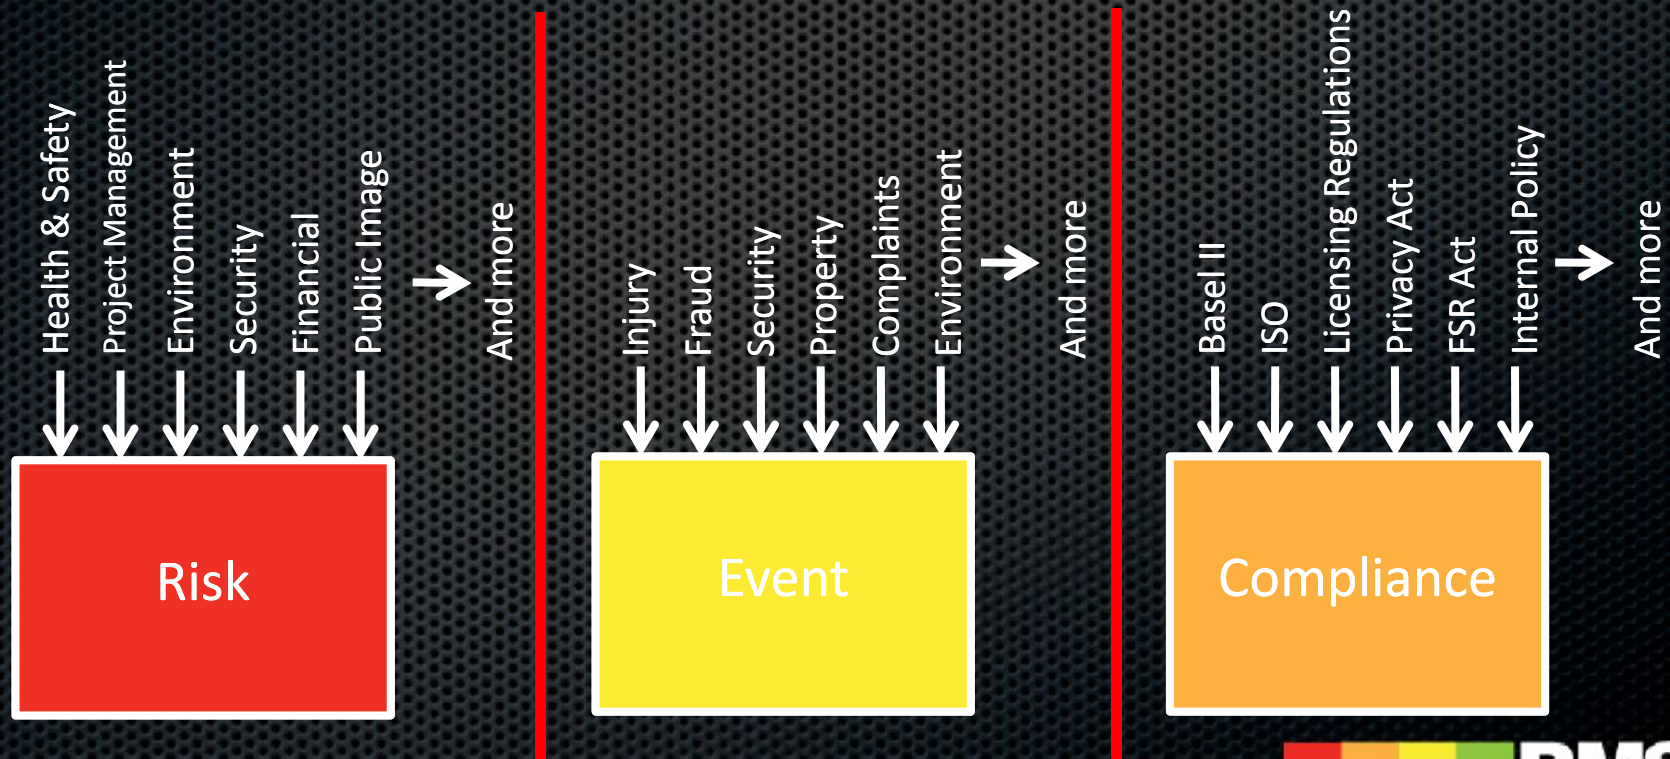 Health & Safety
Project Management
Environment
Security
Financial
Public Image
And more
Risk
Injury
Fraud
Security
Property
Complaints
Environment
And more
Event
Basel II
ISO
Licensing Regulations
Privacy Act
FSR Act
Internal Policy
And more
Compliance